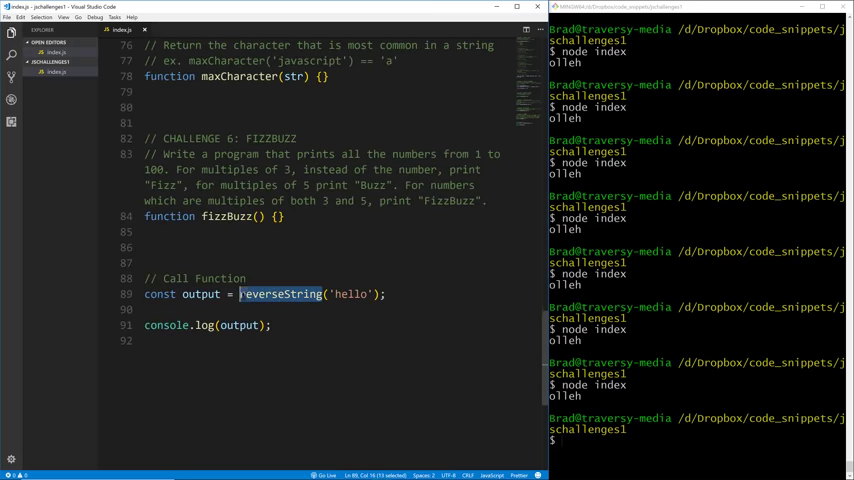 index.js - jschallenges1 - Visual Studio Code
File Edit Selection View Go Debug Tasks Help
EXPLORER
OPEN EDITORS
index.js
JSCHALLENGES1
index.js
index.js
76 // Return the character that is most common in a string
77 // ex. maxCharacter('javascript') == 'a'
78 function maxCharacter(str) {}
79
80
81
82 // CHALLENGE 6: FIZZBUZZ
83 // Write a program that prints all the numbers from 1 to
100. For multiples of 3, instead of the number, print
"Fizz", for multiples of 5 print "Buzz". For numbers
which are multiples of both 3 and 5, print "FizzBuzz".
84 function fizzBuzz() {}
85
86
87
88 // Call Function
89 const output = reverseString('hello');
90
91 console.log(output);
92
0 0
Go Live Ln 89, Col 16 (13 selected) Spaces: 2 UTF-8 CRLF JavaScript Prettier
MINGW64:/d/Dropbox/code_snippets/jschallenges1
Brad@traversy-media /d/Dropbox/code_snippets/j
schallenges1
$ node index
olleh
Brad@traversy-media /d/Dropbox/code_snippets/j
schallenges1
$ node index
olleh
Brad@traversy-media /d/Dropbox/code_snippets/j
schallenges1
$ node index
olleh
Brad@traversy-media /d/Dropbox/code_snippets/j
schallenges1
$ node index
olleh
Brad@traversy-media /d/Dropbox/code_snippets/j
schallenges1
$ node index
olleh
Brad@traversy-media /d/Dropbox/code_snippets/j
schallenges1
$ node index
olleh
Brad@traversy-media /d/Dropbox/code_snippets/j
schallenges1
$ node index
olleh
Brad@traversy-media /d/Dropbox/code_snippets/j
schallenges1
$